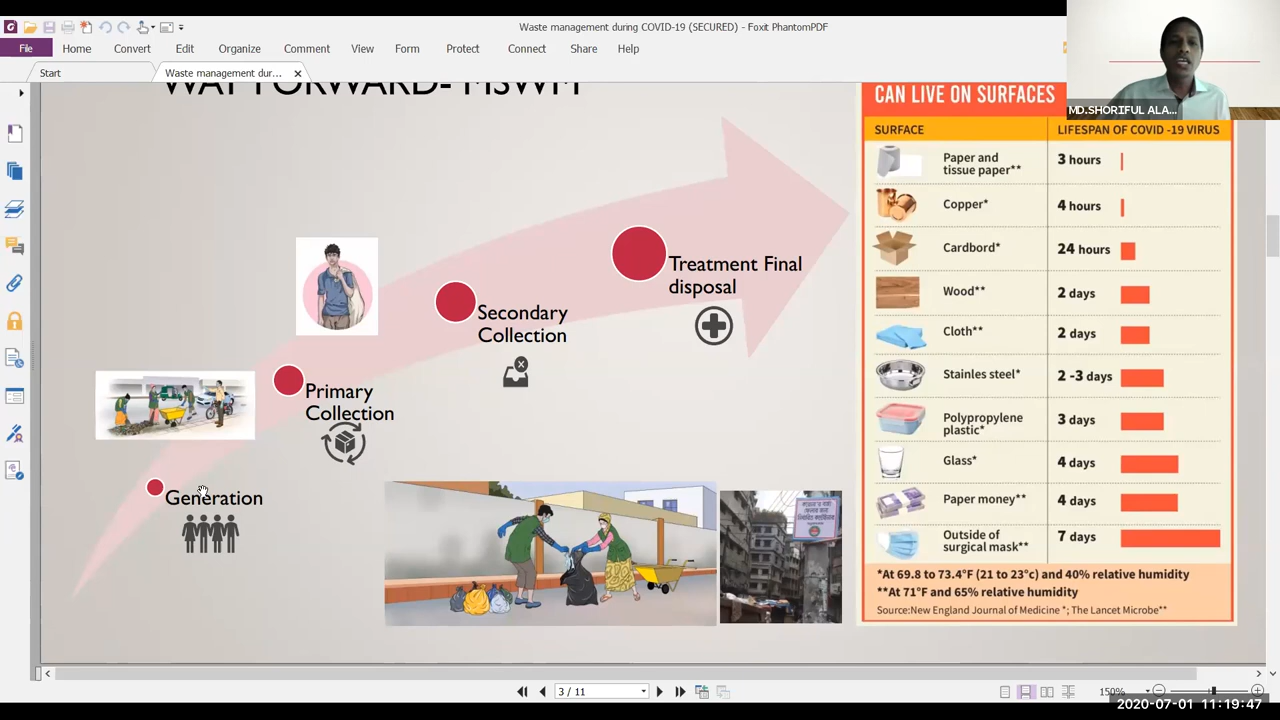 Waste management during COVID-19 (SECURED) - Foxit PhantomPDF
File Home Convert Edit Organize Comment View Form Protect Connect Share Help
Start
Waste management dur...
MD.SHORIFUL ALA...
WAY FORWARD- MSWM
Generation
Primary
Collection
Secondary
Collection
Treatment Final
disposal
CAN LIVE ON SURFACES
SURFACE LIFESPAN OF COVID -19 VIRUS
Paper and
tissue paper**
3 hours
Copper* 4 hours
Cardbord* 24 hours
Wood** 2 days
Cloth** 2 days
Stainles steel* 2 -3 days
Polypropylene
plastic*
3 days
Glass* 4 days
Paper money** 4 days
Outside of
surgical mask**
7 days
*At 69.8 to 73.4°F (21 to 23°c) and 40% relative humidity
**At 71°F and 65% relative humidity
Source:New England Journal of Medicine *; The Lancet Microbe**
3 / 11
150%
2020-07-01 11:19:47